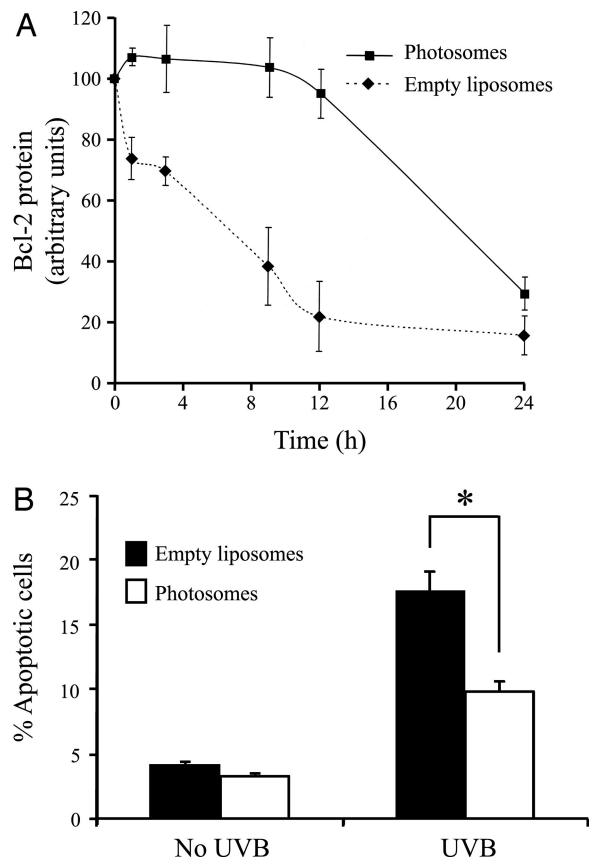 A
120
100
80
60
40
20
0
Bcl-2 protein
(arbitrary units)
Photosomes
Empty liposomes
0 4 8 12 16 20 24
Time (h)
B
25
20
15
10
5
0
% Apoptotic cells
Empty liposomes
Photosomes
*
No UVB UVB